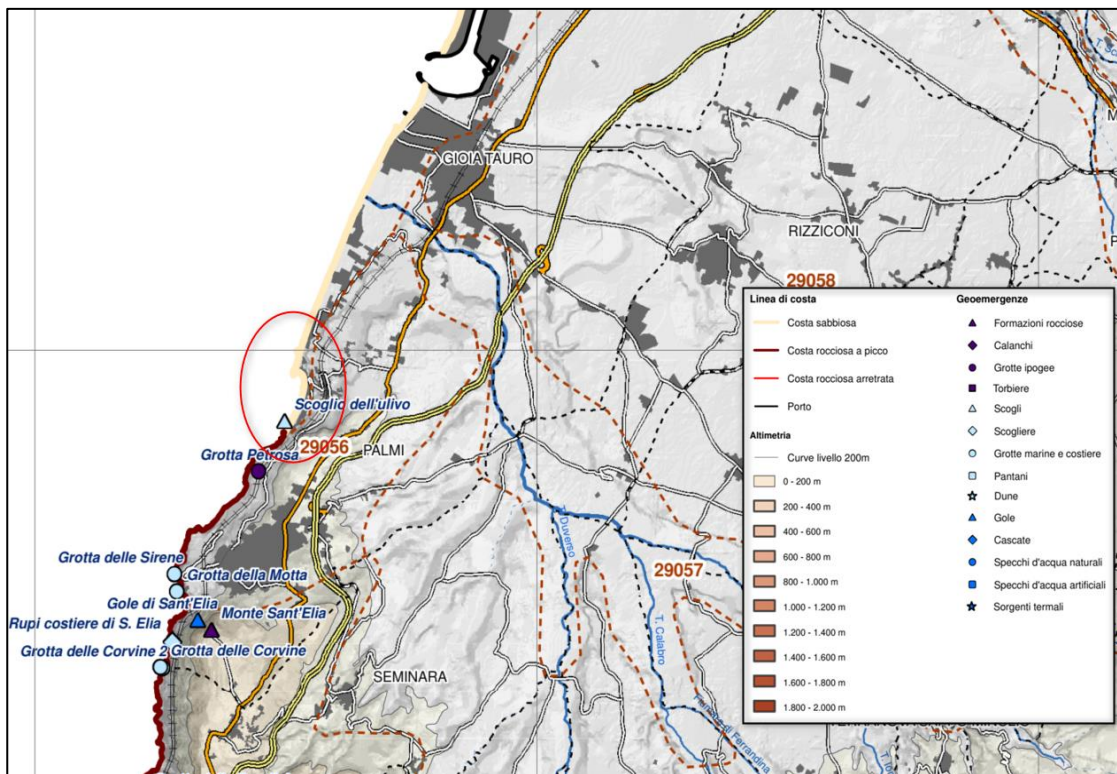 GIOIA TAURO
RIZZICONI
29058
Scoglio dell'ulivo
29056
PALMI
Grotta Petrosa
T. Duverso
29057
Grotta delle Sirene
Grotta della Motta
Gole di Sant'Elia
Monte Sant'Elia
Rupi costiere di S. Elia
Grotta delle Corvine 2
Grotta delle Corvine
T. Calabro
SEMINARA
Linea di costa
Costa sabbiosa
Costa rocciosa a picco
Costa rocciosa arretrata
Porto
Altimetria
Curve livello 200m
0 - 200 m
200 - 400 m
400 - 600 m
600 - 800 m
800 - 1.000 m
1.000 - 1.200 m
1.200 - 1.400 m
1.400 - 1.600 m
1.600 - 1.800 m
1.800 - 2.000 m
Geoemergenze
Formazioni rocciose
Calanchi
Grotte ipogee
Torbiere
Scogli
Scogliere
Grotte marine e costiere
Pantani
Dune
Gole
Cascate
Specchi d'acqua naturali
Specchi d'acqua artificiali
Sorgenti termali